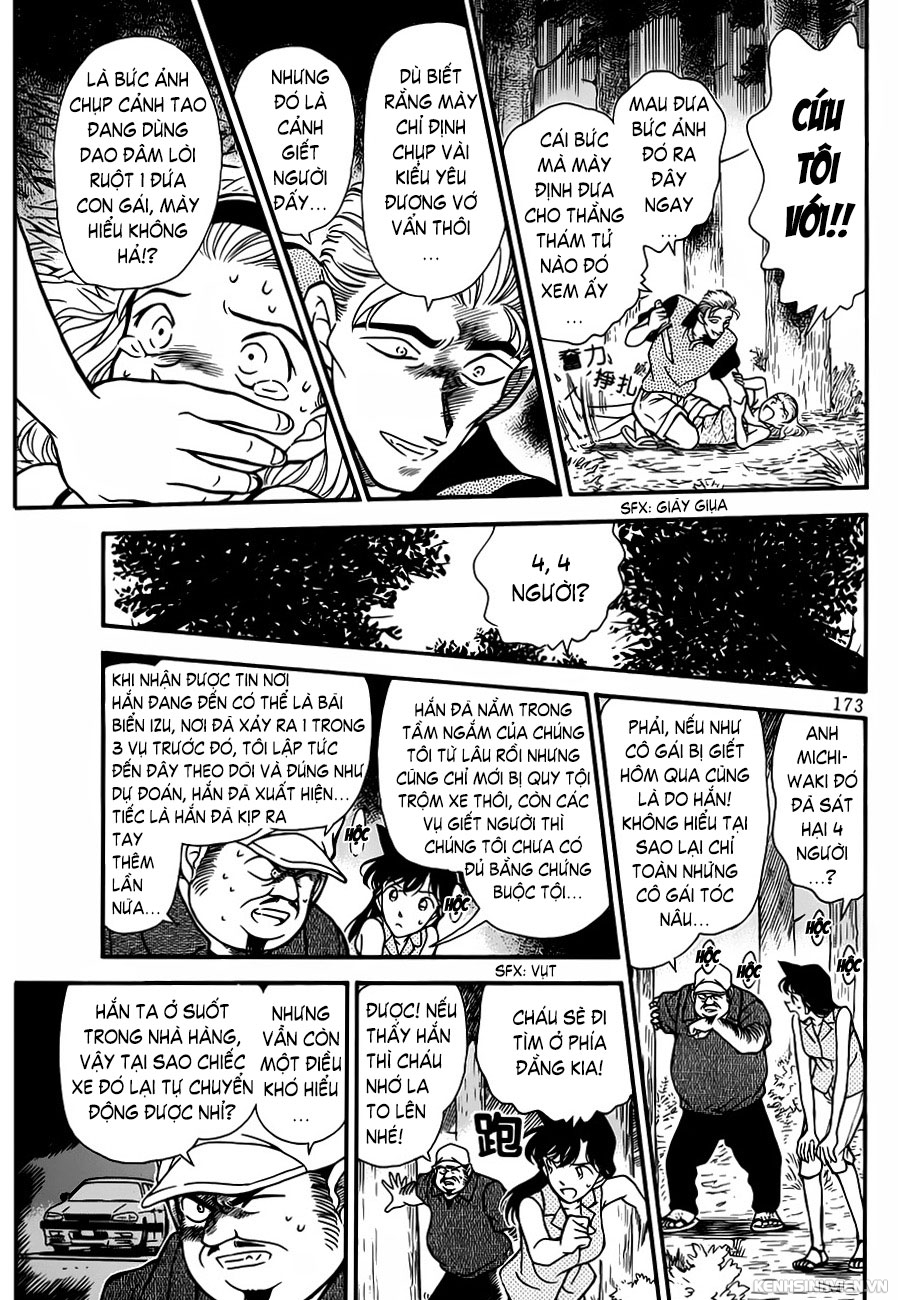 CỨU
TÔI
VỚI!!
MAU ĐƯA
BỨC ẢNH
ĐÓ RA
ĐÂY
NGAY
...
CÁI BỨC
MÀ MÀY
ĐỊNH ĐƯA
CHO THẰNG
THÁM TỬ
NÀO ĐÓ
XEM ẤY
...
奮力
掙扎
SFX: GIÃY GIỤA
DÙ BIẾT
RẰNG MÀY
CHỈ ĐỊNH
CHỤP VÀI
KIỂU YÊU
ĐƯƠNG VỚ
VẨN THÔI
...
NHƯNG
ĐÓ LÀ
CẢNH
GIẾT
NGƯỜI
ĐẤY...
LÀ BỨC ẢNH
CHỤP CẢNH TAO
ĐANG DÙNG
DAO ĐÂM LÒI
RUỘT 1 ĐỨA
CON GÁI, MÀY
HIỂU KHÔNG
HẢ!?
4, 4
NGƯỜI?
173
ANH
MICHI-
WAKI ĐÓ
ĐÃ SÁT
HẠI 4
NGƯỜI
...?
PHẢI, NẾU NHƯ
CÔ GÁI BỊ GIẾT
HÔM QUA CŨNG
LÀ DO HẮN!
KHÔNG HIỂU TẠI
SAO LẠI CHỈ
TOÀN NHỮNG
CÔ GÁI TÓC
NÂU...
HỘC
HỘC
HỘC
HỘC
HẮN ĐÃ NẰM TRONG
TẦM NGẮM CỦA CHÚNG
TÔI TỪ LÂU RỒI NHƯNG
CŨNG CHỈ MỚI BỊ QUY TỘI
TRỘM XE THÔI, CÒN CÁC
VỤ GIẾT NGƯỜI THÌ
CHÚNG TÔI CHƯA CÓ
ĐỦ BẰNG CHỨNG
BUỘC TỘI...
KHI NHẬN ĐƯỢC TIN NƠI
HẮN ĐANG ĐẾN CÓ THỂ LÀ BÃI
BIỂN IZU, NƠI ĐÃ XẢY RA 1 TRONG
3 VỤ TRƯỚC ĐÓ, TÔI LẬP TỨC
ĐẾN ĐÂY THEO DÕI VÀ ĐÚNG NHƯ
DỰ ĐOÁN, HẮN ĐÃ XUẤT HIỆN...
TIẾC LÀ HẮN ĐÃ KỊP RA
TAY
THÊM
LẦN
NỮA...
HỘC
HỘC
SFX: VỤT
CHÁU SẼ ĐI
TÌM Ở PHÍA
ĐẰNG KIA!
跑
ĐƯỢC! NẾU
THẤY HẮN
THÌ CHÁU
NHỚ LA
TO LÊN
NHÉ!
NHƯNG
VẪN CÒN
MỘT ĐIỀU
KHÓ HIỂU...
HẮN TA Ở SUỐT
TRONG NHÀ HÀNG,
VẬY TẠI SAO CHIẾC
XE ĐÓ LẠI TỰ CHUYỂN
ĐỘNG ĐƯỢC NHỈ?
KENHSINHVIEN.VN